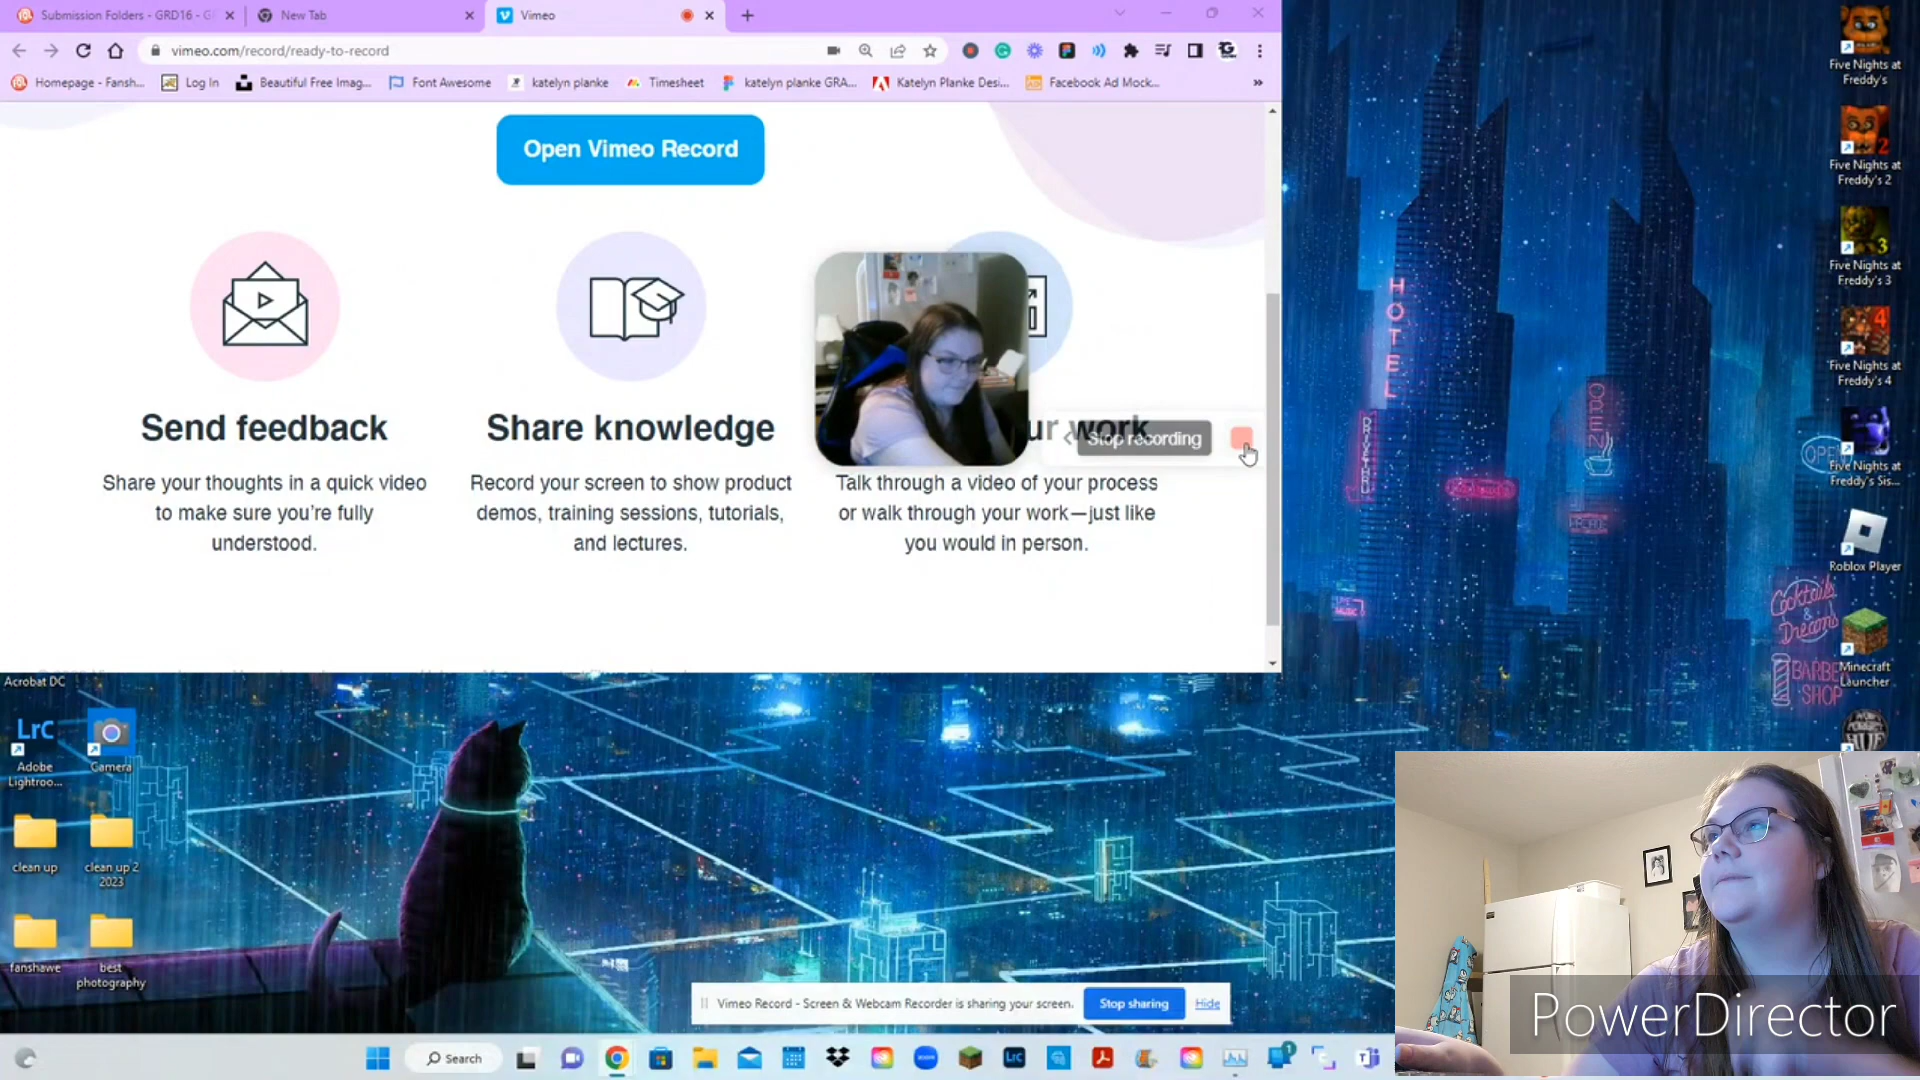 Submission Folders - GRD16 - G
New Tab
Vimeo
vimeo.com/record/ready-to-record
Homepage - Fansh...
Log In
Beautiful Free Imag...
Font Awesome
katelyn planke
Timesheet
katelyn planke GRA...
Katelyn Planke Desi...
Facebook Ad Mock...
Open Vimeo Record
Send feedback
Share your thoughts in a quick video
to make sure you're fully
understood.
Share knowledge
Record your screen to show product
demos, training sessions, tutorials,
and lectures.
ur work
Stop recording
Talk through a video of your process
or walk through your work—just like
you would in person.
Five Nights at
Freddy's
Five Nights at
Freddy's 2
Five Nights at
Freddy's 3
Five Nights at
Freddy's 4
Five Nights at
Freddy's Sis...
Roblox Player
Minecraft
Launcher
HOTEL
OPEN
OPEN
Cocktails
&
Dreams
BARBE
SHOP
Acrobat DC
LrC
Adobe
Lightroo...
Camera
clean up
clean up 2
2023
fanshawe
best
photography
Vimeo Record - Screen & Webcam Recorder is sharing your screen.
Stop sharing
Hide
Search
PowerDirector